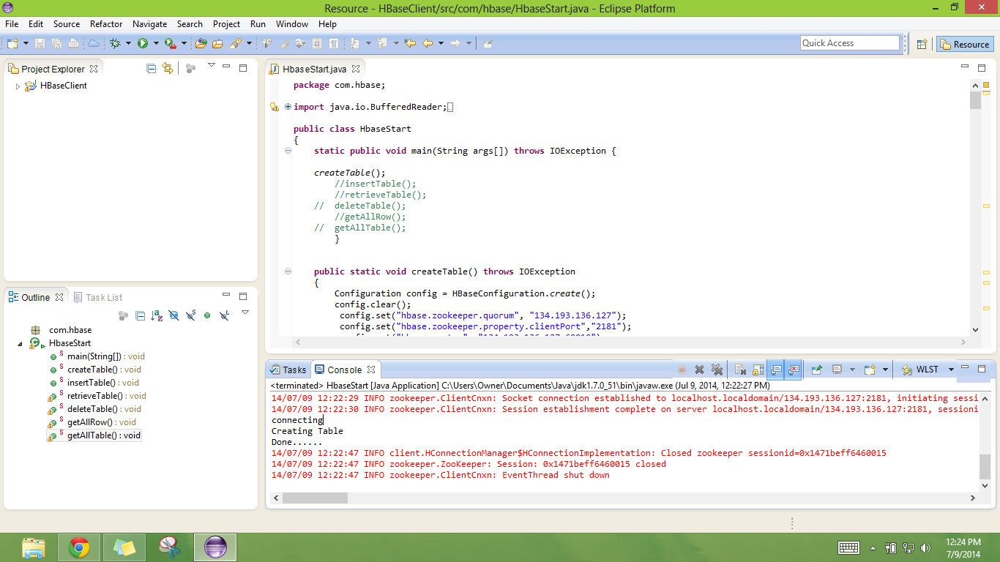 Resource - HBaseClient/src/com/hbase/HbaseStart.java - Eclipse Platform
File Edit Source Refactor Navigate Search Project Run Window Help
Quick Access
Resource
Project Explorer
HBaseClient
HbaseStart.java
package com.hbase;
import java.io.BufferedReader;
public class HbaseStart
{
static public void main(String args[]) throws IOException {
createTable();
//insertTable();
//retrieveTable();
// deleteTable();
//getAllRow();
// getAllTable();
}
public static void createTable() throws IOException
{
Configuration config = HBaseConfiguration.create();
config.clear();
config.set("hbase.zookeeper.quorum", "134.193.136.127");
config.set("hbase.zookeeper.property.clientPort","2181");
Outline Task List
com.hbase
HbaseStart
main(String[]) : void
createTable() : void
insertTable() : void
retrieveTable() : void
deleteTable() : void
getAllRow() : void
getAllTable() : void
Tasks Console
WLST
<terminated> HbaseStart [Java Application] C:\Users\Owner\Documents\Java\jdk1.7.0_51\bin\javaw.exe (Jul 9, 2014, 12:22:27 PM)
14/07/09 12:22:29 INFO zookeeper.ClientCnxn: Socket connection established to localhost.localdomain/134.193.136.127:2181, initiating sessi
14/07/09 12:22:30 INFO zookeeper.ClientCnxn: Session establishment complete on server localhost.localdomain/134.193.136.127:2181, sessioni
connecting
Creating Table
Done......
14/07/09 12:22:47 INFO client.HConnectionManager$HConnectionImplementation: Closed zookeeper sessionid=0x1471beff6460015
14/07/09 12:22:47 INFO zookeeper.ZooKeeper: Session: 0x1471beff6460015 closed
14/07/09 12:22:47 INFO zookeeper.ClientCnxn: EventThread shut down
12:24 PM
7/9/2014